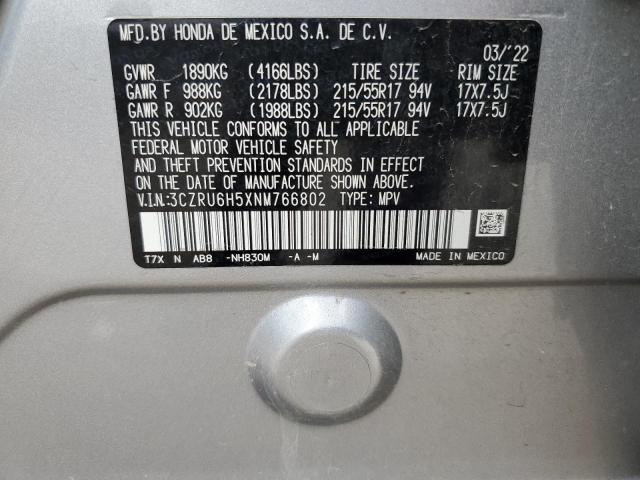 MFD.BY HONDA DE MEXICO S.A. DE C.V.
03/'22
GVWR 1890KG (4166LBS) TIRE SIZE RIM SIZE
GAWR F 988KG (2178LBS) 215/55R17 94V 17X7.5J
GAWR R 902KG (1988LBS) 215/55R17 94V 17X7.5J
THIS VEHICLE CONFORMS TO ALL APPLICABLE
FEDERAL MOTOR VEHICLE SAFETY
AND THEFT PREVENTION STANDARDS IN EFFECT
ON THE DATE OF MANUFACTURE SHOWN ABOVE.
V.I.N.:3CZRU6H5XNM766802 TYPE: MPV
T7X N AB8 -NH830M -A -M MADE IN MEXICO